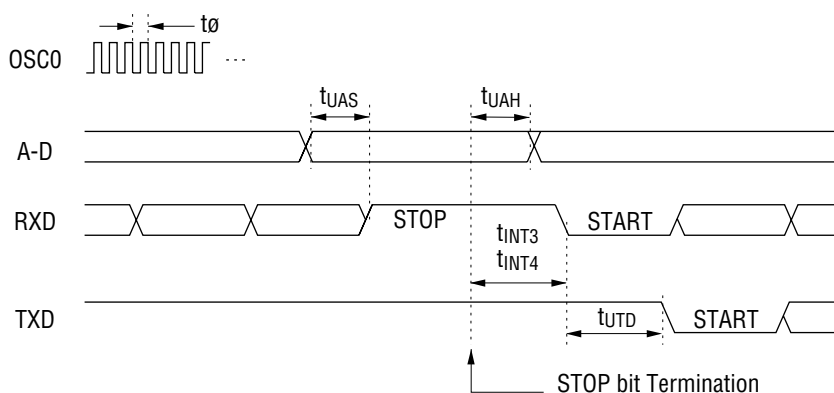 tø
OSC0 ...
tUAS tUAH
A-D
RXD STOP START
tINT3
tINT4
TXD tUTD START
STOP bit Termination